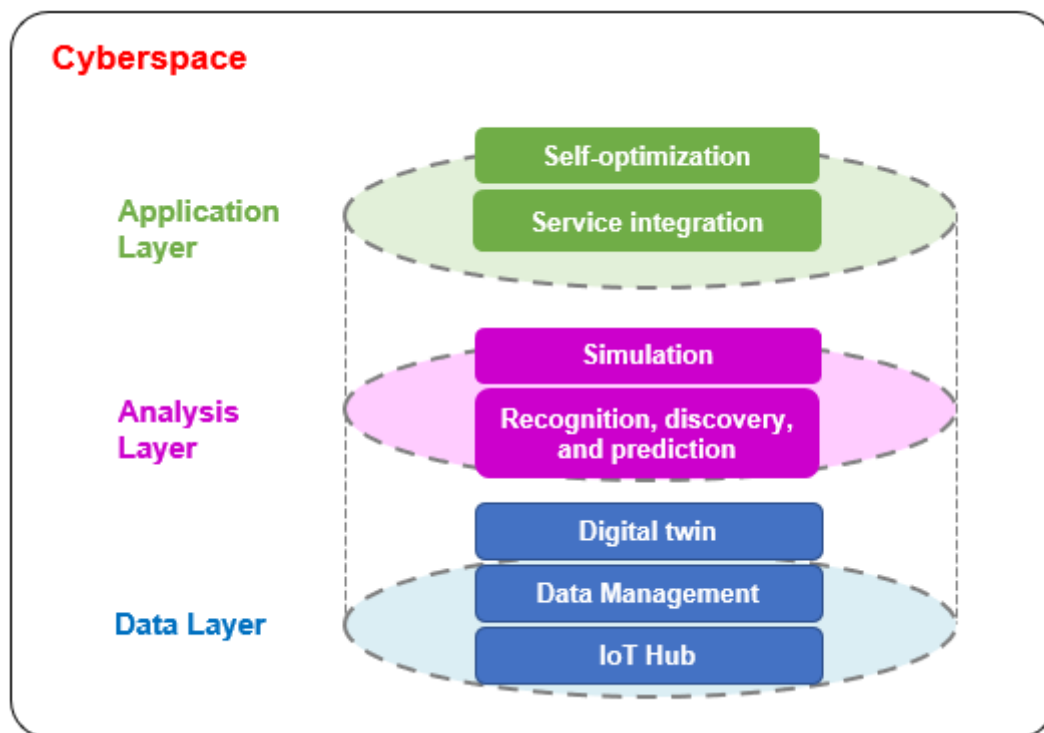 Cyberspace
Self-optimization
Application
Layer
Service integration
Simulation
Analysis
Layer
Recognition, discovery,
and prediction
Digital twin
Data Management
Data Layer
IoT Hub